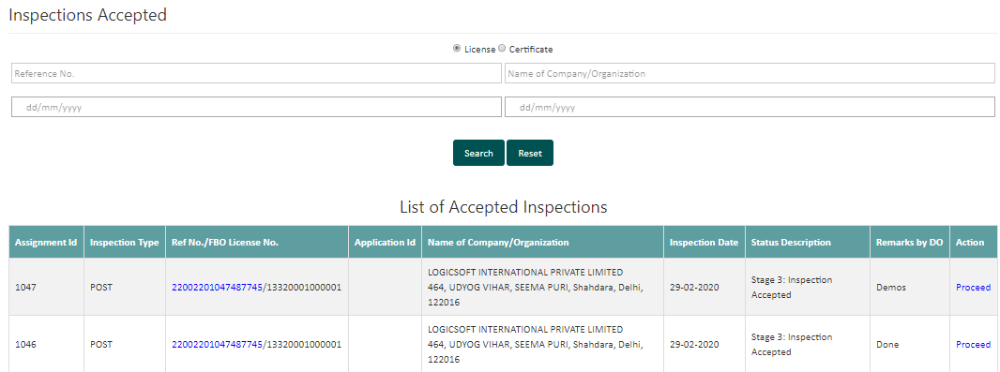 Inspections Accepted
License Certificate
Reference No. Name of Company/Organization
dd/mm/yyyy dd/mm/yyyy
Search Reset
List of Accepted Inspections
Assignment Id Inspection Type Ref No./FBO License No. Application Id Name of Company/Organization Inspection Date Status Description Remarks by DO Action
LOGICSOFT INTERNATIONAL PRIVATE LIMITED
1047 POST 22002201047487745/13320001000001 464, UDYOG VIHAR, SEEMA PURI, Shahdara, Delhi, 29-02-2020 Stage 3: Inspection Demos Proceed
122016 Accepted
LOGICSOFT INTERNATIONAL PRIVATE LIMITED
1046 POST 22002201047487745/13320001000001 464, UDYOG VIHAR, SEEMA PURI, Shahdara, Delhi, 29-02-2020 Stage 3: Inspection Done Proceed
122016 Accepted